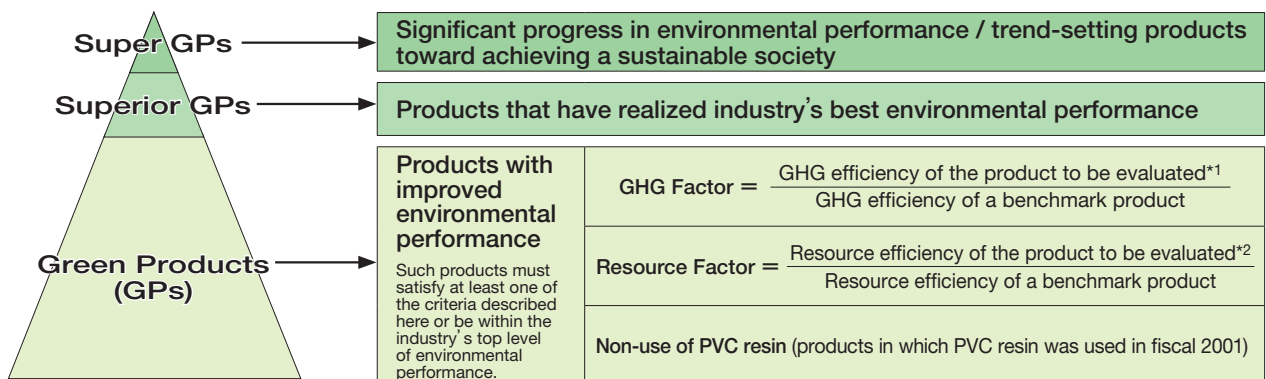 Super GPs
Significant progress in environmental performance / trend-setting products
toward achieving a sustainable society
Superior GPs
Products that have realized industry's best environmental performance
Green Products
(GPs)
Products with
improved
environmental
performance
Such products must
satisfy at least one of
the criteria described
here or be within the
industry's top level
of environmental
performance.
GHG Factor =
GHG efficiency of the product to be evaluated*1
GHG efficiency of a benchmark product
Resource Factor =
Resource efficiency of the product to be evaluated*2
Resource efficiency of a benchmark product
Non-use of PVC resin (products in which PVC resin was used in fiscal 2001)